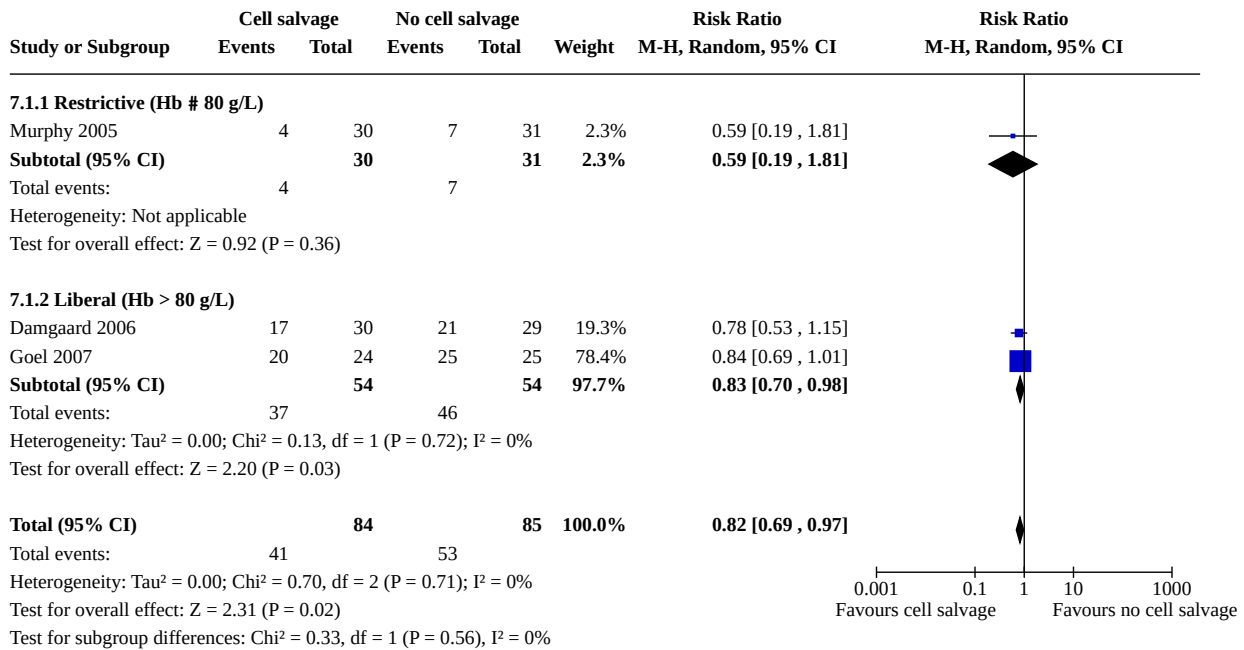 Cell salvage No cell salvage Risk Ratio Risk Ratio
Study or Subgroup Events Total Events Total Weight M-H, Random, 95% CI M-H, Random, 95% CI
7.1.1 Restrictive (Hb # 80 g/L)
Murphy 2005 4 30 7 31 2.3% 0.59 [0.19 , 1.81]
Subtotal (95% CI) 30 31 2.3% 0.59 [0.19 , 1.81]
Total events: 4 7
Heterogeneity: Not applicable
Test for overall effect: Z = 0.92 (P = 0.36)
7.1.2 Liberal (Hb > 80 g/L)
Damgaard 2006 17 30 21 29 19.3% 0.78 [0.53 , 1.15]
Goel 2007 20 24 25 25 78.4% 0.84 [0.69 , 1.01]
Subtotal (95% CI) 54 54 97.7% 0.83 [0.70 , 0.98]
Total events: 37 46
Heterogeneity: Tau² = 0.00; Chi² = 0.13, df = 1 (P = 0.72); I² = 0%
Test for overall effect: Z = 2.20 (P = 0.03)
Total (95% CI) 84 85 100.0% 0.82 [0.69 , 0.97]
Total events: 41 53
Heterogeneity: Tau² = 0.00; Chi² = 0.70, df = 2 (P = 0.71); I² = 0%
Test for overall effect: Z = 2.31 (P = 0.02)
Test for subgroup differences: Chi² = 0.33, df = 1 (P = 0.56), I² = 0%
0.001 0.1 1 10 1000
Favours cell salvage Favours no cell salvage